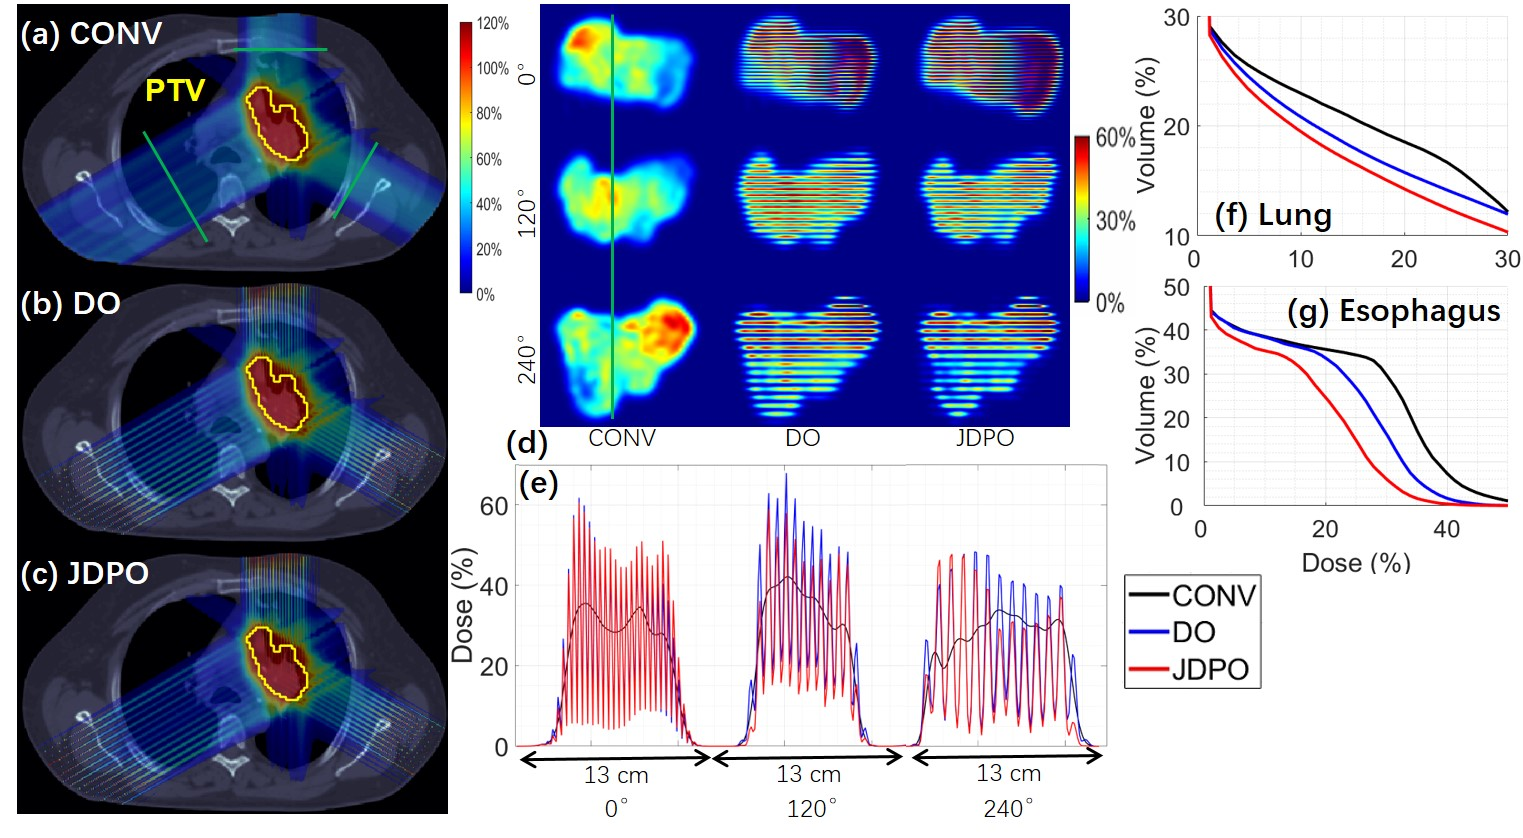 (a) CONV
PTV
120%
100%
80%
60%
40%
20%
0%
(b) DO
(c) JDPO
0°
120°
240°
60%
30%
0%
(d)
CONV
DO
JDPO
(e)
Dose (%)
60
40
20
0
13 cm
13 cm
13 cm
0°
120°
240°
Volume (%)
30
20
10
(f) Lung
0
10
20
30
Volume (%)
50
40
30
20
10
0
(g) Esophagus
0
20
40
Dose (%)
CONV
DO
JDPO